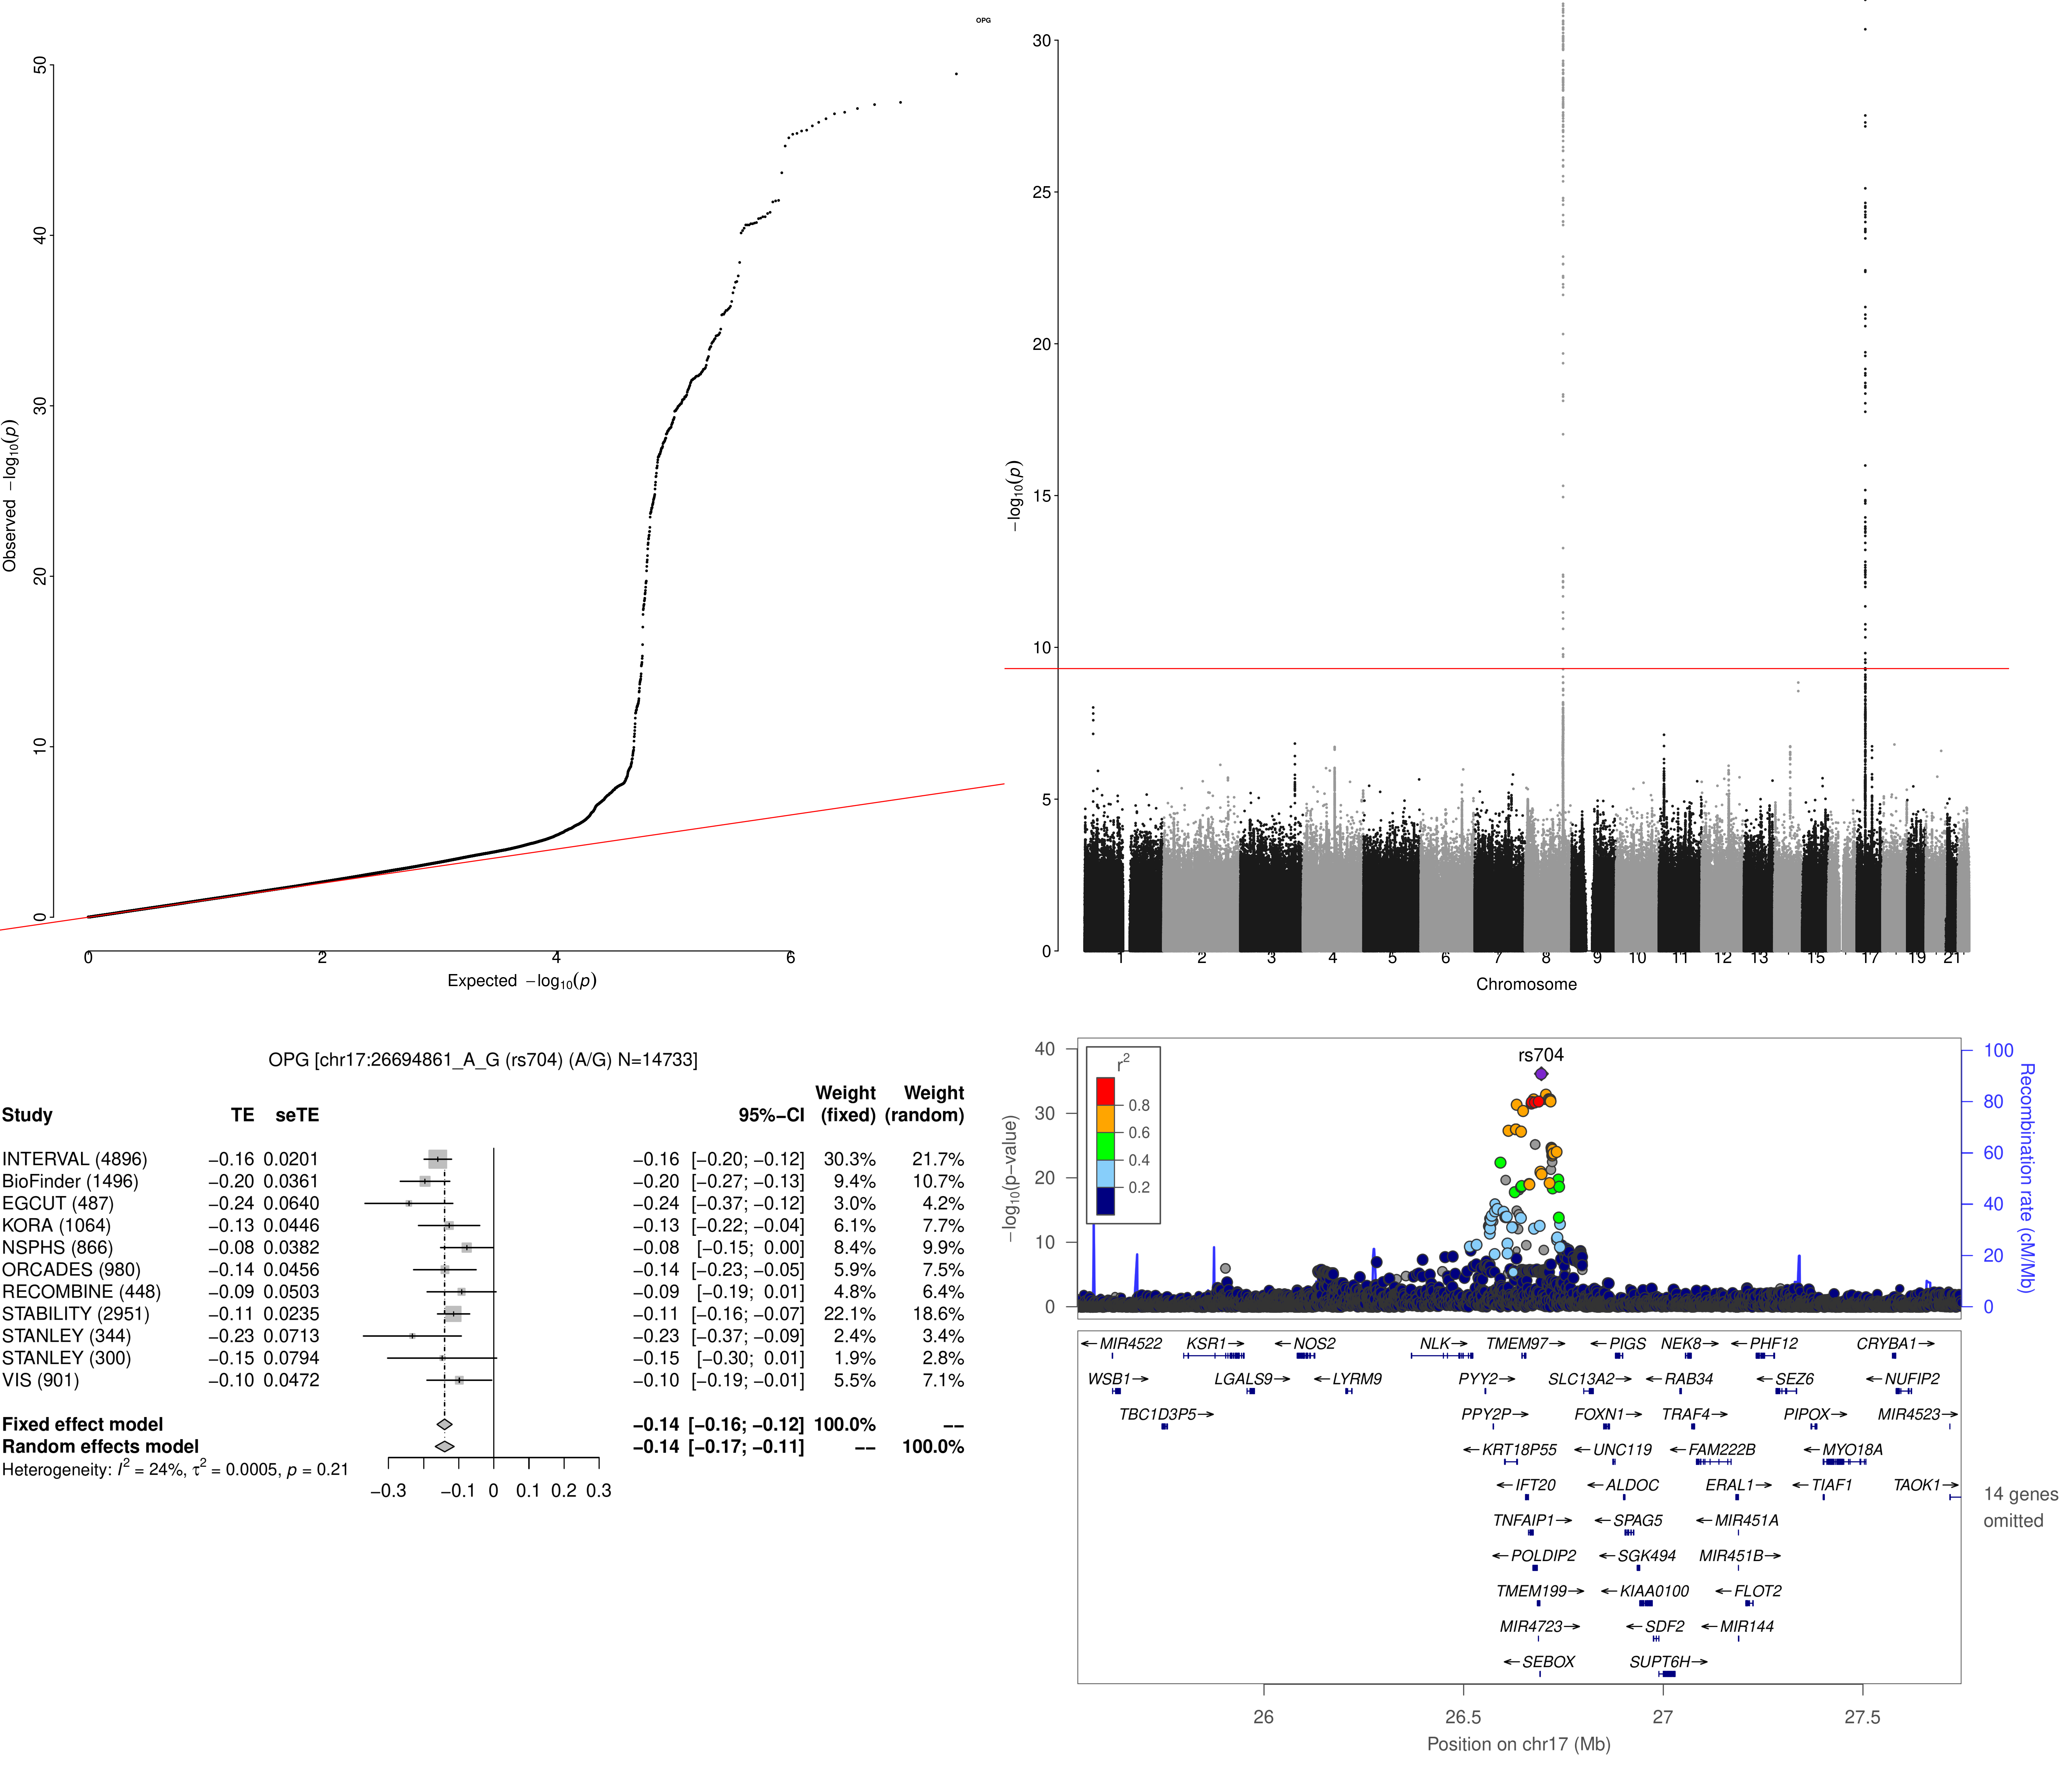 OPG
50
40
30
20
10
0
Observed −log10(p)
0 2 4 6
Expected −log10(p)
30
25
20
15
10
5
0
−log10(p)
1 2 3 4 5 6 7 8 9 10 11 12 13 15 17 19 21
Chromosome
OPG [chr17:26694861_A_G (rs704) (A/G) N=14733]
Weight Weight
Study TE seTE 95%−CI (fixed) (random)
INTERVAL (4896) −0.16 0.0201 −0.16 [−0.20; −0.12] 30.3% 21.7%
BioFinder (1496) −0.20 0.0361 −0.20 [−0.27; −0.13] 9.4% 10.7%
EGCUT (487) −0.24 0.0640 −0.24 [−0.37; −0.12] 3.0% 4.2%
KORA (1064) −0.13 0.0446 −0.13 [−0.22; −0.04] 6.1% 7.7%
NSPHS (866) −0.08 0.0382 −0.08 [−0.15; 0.00] 8.4% 9.9%
ORCADES (980) −0.14 0.0456 −0.14 [−0.23; −0.05] 5.9% 7.5%
RECOMBINE (448) −0.09 0.0503 −0.09 [−0.19; 0.01] 4.8% 6.4%
STABILITY (2951) −0.11 0.0235 −0.11 [−0.16; −0.07] 22.1% 18.6%
STANLEY (344) −0.23 0.0713 −0.23 [−0.37; −0.09] 2.4% 3.4%
STANLEY (300) −0.15 0.0794 −0.15 [−0.30; 0.01] 1.9% 2.8%
VIS (901) −0.10 0.0472 −0.10 [−0.19; −0.01] 5.5% 7.1%
Fixed effect model −0.14 [−0.16; −0.12] 100.0% −−
Random effects model −0.14 [−0.17; −0.11] −− 100.0%
Heterogeneity: I2 = 24%, τ2 = 0.0005, p = 0.21
−0.3 −0.1 0 0.1 0.2 0.3
rs704
r2
0.8
0.6
0.4
0.2
40
30
20
10
0
−log10(p−value)
100
80
60
40
20
0
Recombination rate (cM/Mb)
←MIR4522 KSR1→ ←NOS2 NLK→ TMEM97→ ←PIGS NEK8→ ←PHF12 CRYBA1→
WSB1→ LGALS9→ ←LYRM9 PYY2→ SLC13A2→ ←RAB34 ←SEZ6 ←NUFIP2
TBC1D3P5→ PPY2P→ FOXN1→ TRAF4→ PIPOX→ MIR4523→
←KRT18P55 ←UNC119 ←FAM222B ←MYO18A
←IFT20 ←ALDOC ERAL1→ ←TIAF1 TAOK1→
TNFAIP1→ ←SPAG5 ←MIR451A
←POLDIP2 ←SGK494 MIR451B→
TMEM199→ ←KIAA0100 ←FLOT2
MIR4723→ ←SDF2 ←MIR144
←SEBOX SUPT6H→
14 genes
omitted
26 26.5 27 27.5
Position on chr17 (Mb)